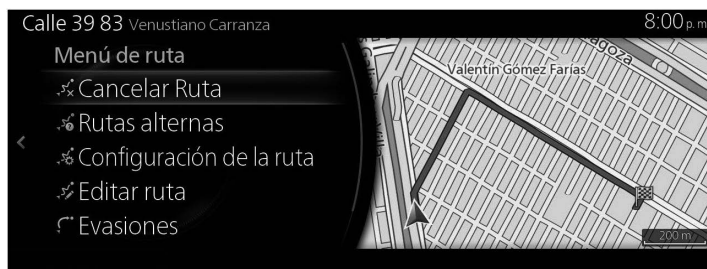 Calle 39 83 Venustiano Carranza
8:00 p. m
Menú de ruta
Cancelar Ruta
Rutas alternas
Configuración de la ruta
Editar ruta
Evasiones
Valentín Gómez Farías
200 m